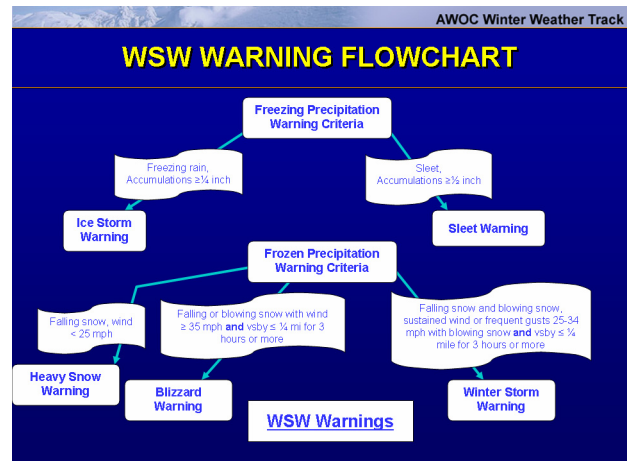 AWOC Winter Weather Track
WSW WARNING FLOWCHART
Freezing Precipitation
Warning Criteria
Freezing rain,
Accumulations ≥¼ inch
Sleet,
Accumulations ≥½ inch
Ice Storm
Warning
Sleet Warning
Frozen Precipitation
Warning Criteria
Falling snow, wind
< 25 mph
Falling or blowing snow with wind
≥ 35 mph and vsby ≤ ¼ mi for 3
hours or more
Falling snow and blowing snow,
sustained wind or frequent gusts 25-34
mph with blowing snow and vsby ≤ ¼
mile for 3 hours or more
Heavy Snow
Warning
Blizzard
Warning
Winter Storm
Warning
WSW Warnings